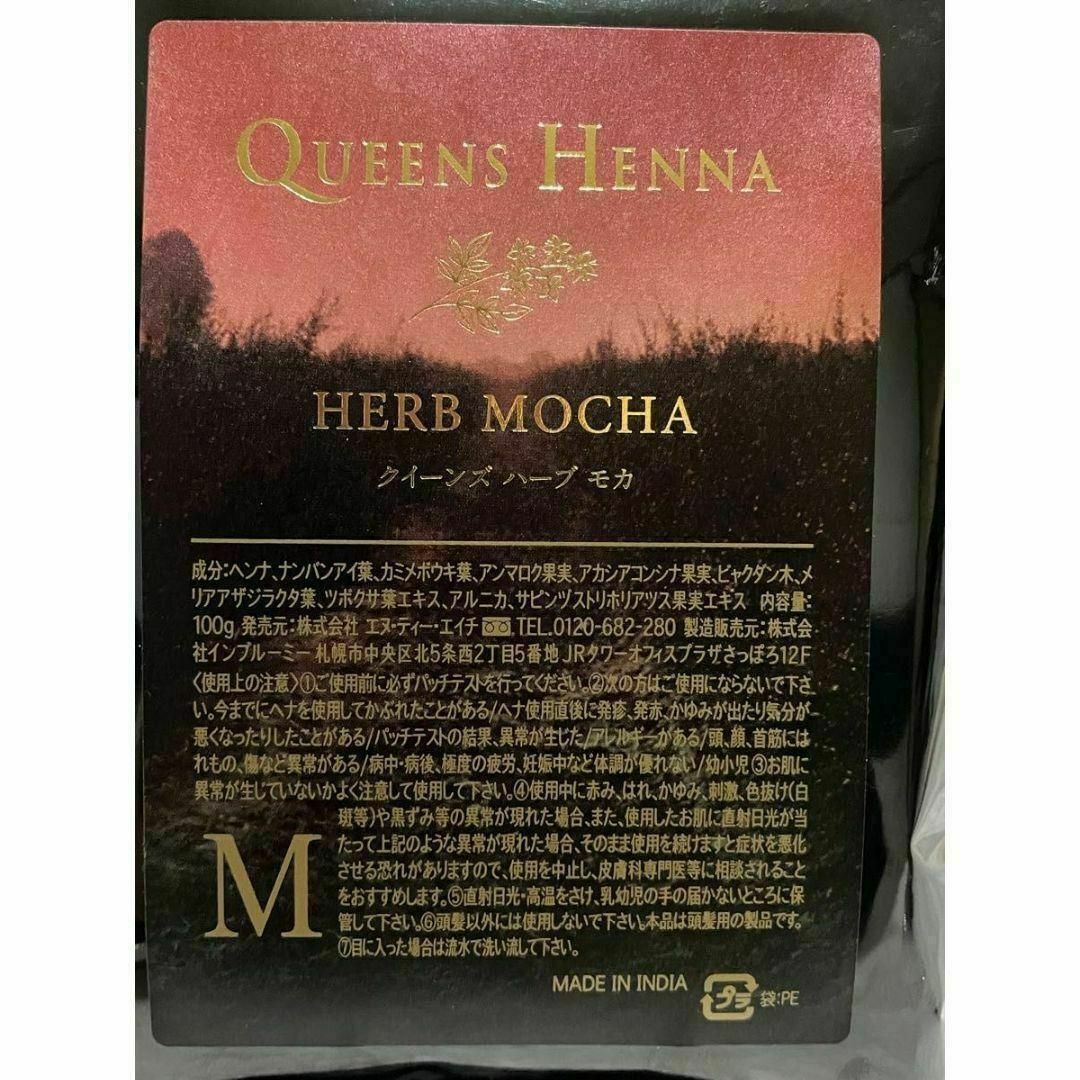 QUEENS HENNA
HERB MOCHA
クイーンズ ハーブ モカ
成分:ヘンナ、ナンバンアイ葉、カミメボウキ葉、アンマロク果実、アカシアコンシナ果実、ビャクダン木、メ
リアアザジラクタ葉、ツボクサ葉エキス、アルニカ、サピンヅストリホリアツス果実エキス 内容量:
100g 発売元:株式会社 エヌ・ティー・エイチ TEL.0120-682-280 製造販売元:株式会
社インブルーミー 札幌市中央区北5条西2丁目5番地 JRタワーオフィスプラザさっぽろ12F
〈使用上の注意〉①ご使用前に必ずパッチテストを行ってください。②次の方はご使用にならないで下さ
い。今までにヘナを使用してかぶれたことがある/ヘナ使用直後に発疹、発赤、かゆみが出たり気分が
悪くなったりしたことがある/パッチテストの結果、異常が生じた/アレルギーがある/頭、顔、首筋には
れもの、傷など異常がある/病中・病後、極度の疲労、妊娠中など体調が優れない/幼小児 ③お肌に
異常が生じていないかよく注意して使用して下さい。④使用中に赤み、はれ、かゆみ、刺激、色抜け(白
斑等)や黒ずみ等の異常が現れた場合、また、使用したお肌に直射日光が当
たって上記のような異常が現れた場合、そのまま使用を続けますと症状を悪化
させる恐れがありますので、使用を中止し、皮膚科専門医等に相談されること
をおすすめします。⑤直射日光・高温をさけ、乳幼児の手の届かないところに保
管して下さい。⑥頭髪以外には使用しないで下さい。本品は頭髪用の製品です。
⑦目に入った場合は流水で洗い流して下さい。
M
MADE IN INDIA プラ 袋:PE